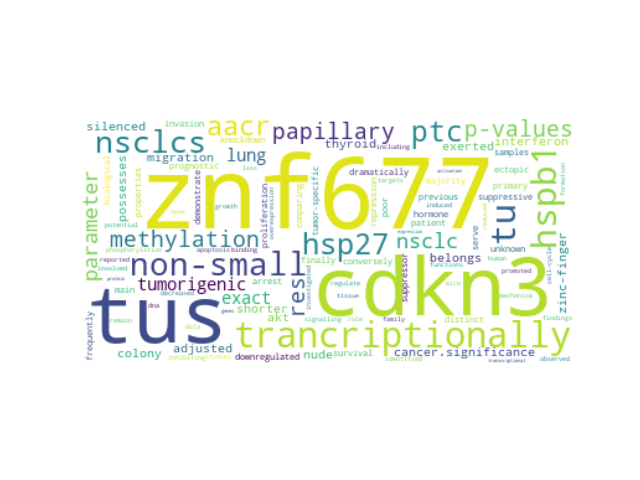 silenced invasion aacr papillary ptc p-values
knockdown thyroid including exerted interferon
nsclcs migration lung samples
prognostic dramatically majority previous ectopic
biological properties possesses demonstrate
znf677
loss targets tumor-specific repression poor
comparing growth hormone patient primary suppressive
proliferation overexpression
potential methylation hsp27 nsclc belongs serve tu unknown hspb1 formation
phosphorylation apoptosis binding finally conversely
parameter reported non-small
involved decreased arrest investigated regulate suppressor
cell-cycle zinc-finger human reduced
tumorigenic res cdkn3
main exact tissue mice mechanism
tus dna shorter akt signalling role family distinct findings
frequently remain data genes trancriptionally
colony adjusted nude survival cancer.significance
inhibiting downregulated identified observed
transcriptional
induced promoted functions expression